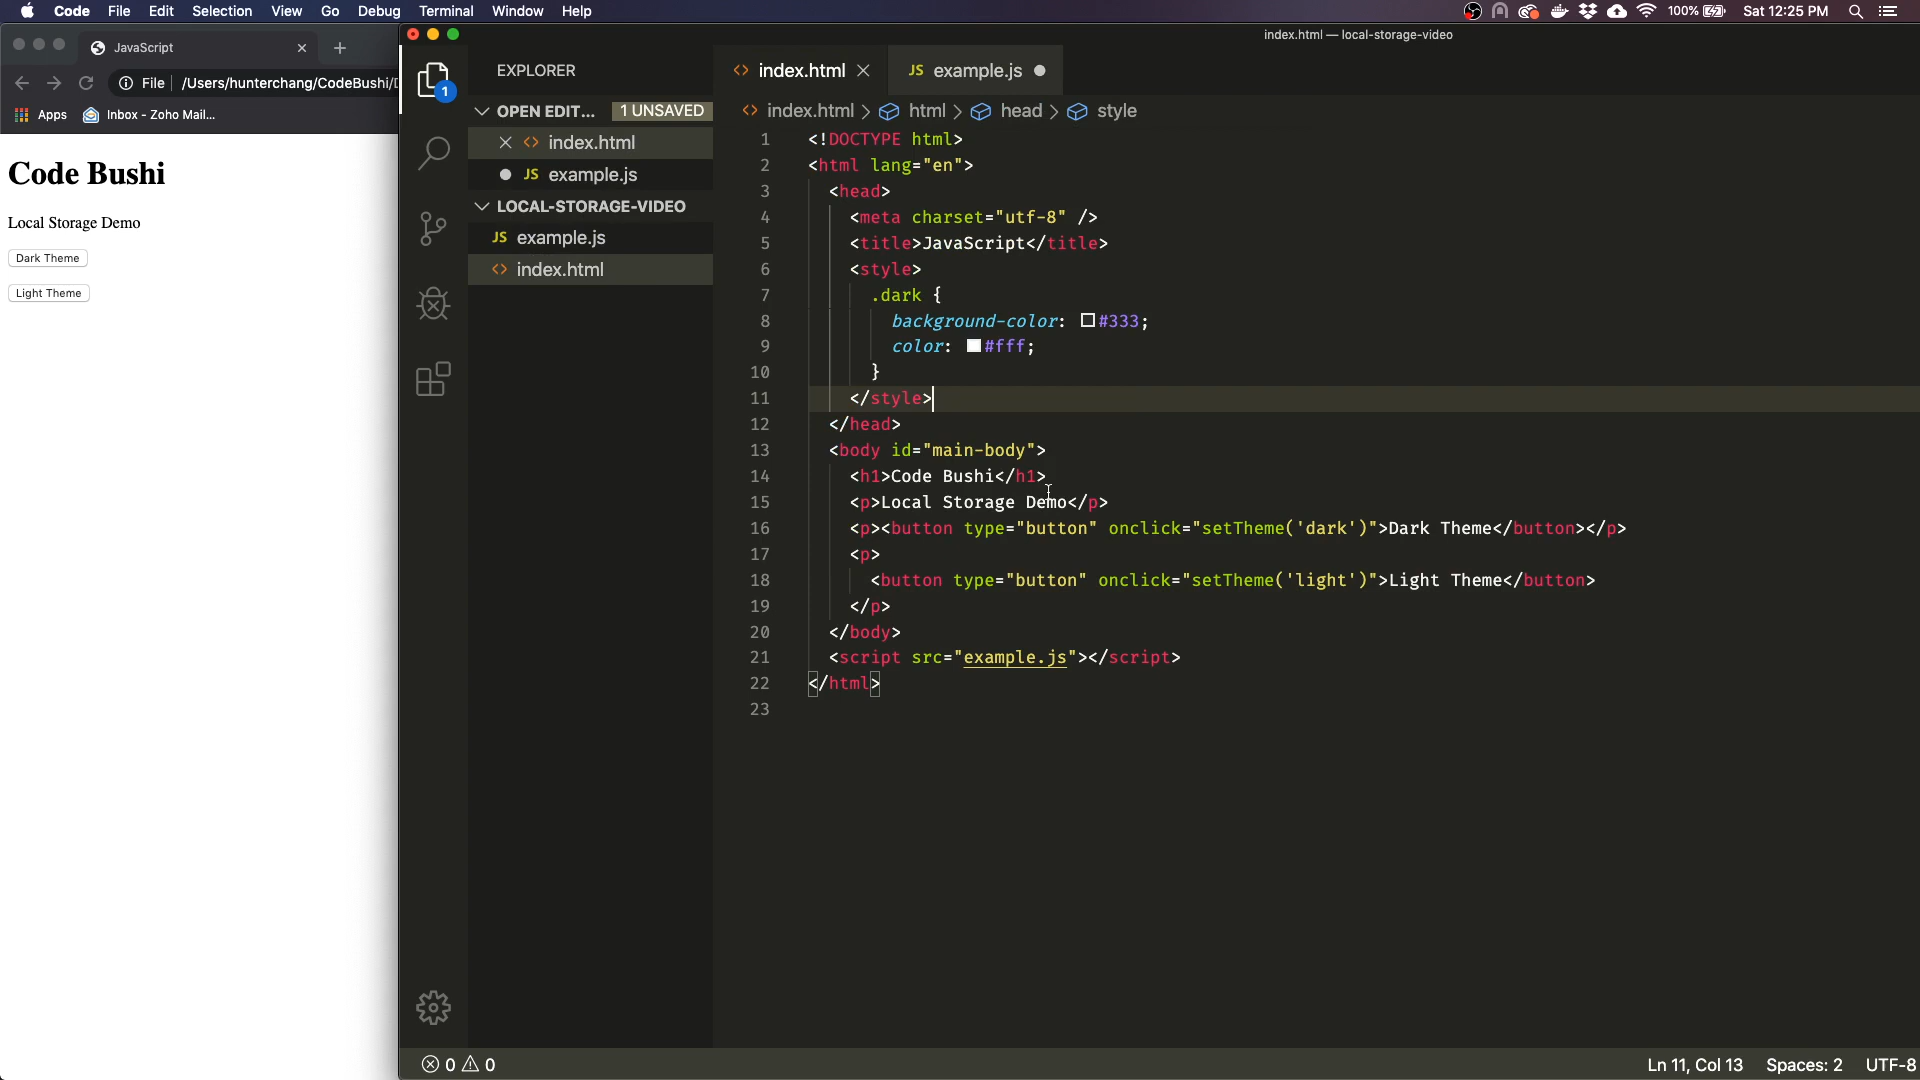 Code File Edit Selection View Go Debug Terminal Window Help
100% Sat 12:25 PM
JavaScript
File /Users/hunterchang/CodeBushi/
Apps Inbox - Zoho Mail...
Code Bushi
Local Storage Demo
Dark Theme
Light Theme
index.html — local-storage-video
1
EXPLORER
OPEN EDIT... 1 UNSAVED
index.html
JS example.js
LOCAL-STORAGE-VIDEO
JS example.js
index.html
index.html JS example.js
index.html html head style
1 <!DOCTYPE html>
2 <html lang="en">
3 <head>
4 <meta charset="utf-8" />
5 <title>JavaScript</title>
6 <style>
7 .dark {
8 background-color: #333;
9 color: #fff;
10 }
11 </style>
12 </head>
13 <body id="main-body">
14 <h1>Code Bushi</h1>
15 <p>Local Storage Demo</p>
16 <p><button type="button" onclick="setTheme('dark')">Dark Theme</button></p>
17 <p>
18 <button type="button" onclick="setTheme('light')">Light Theme</button>
19 </p>
20 </body>
21 <script src="example.js"></script>
22 </html>
23
0 0
Ln 11, Col 13 Spaces: 2 UTF-8